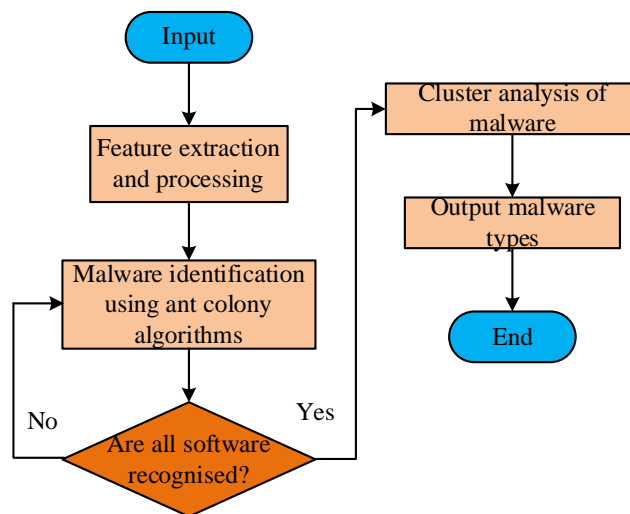 Input
Feature extraction
and processing
Malware identification
using ant colony
algorithms
Are all software
recognised?
No
Yes
Cluster analysis of
malware
Output malware
types
End